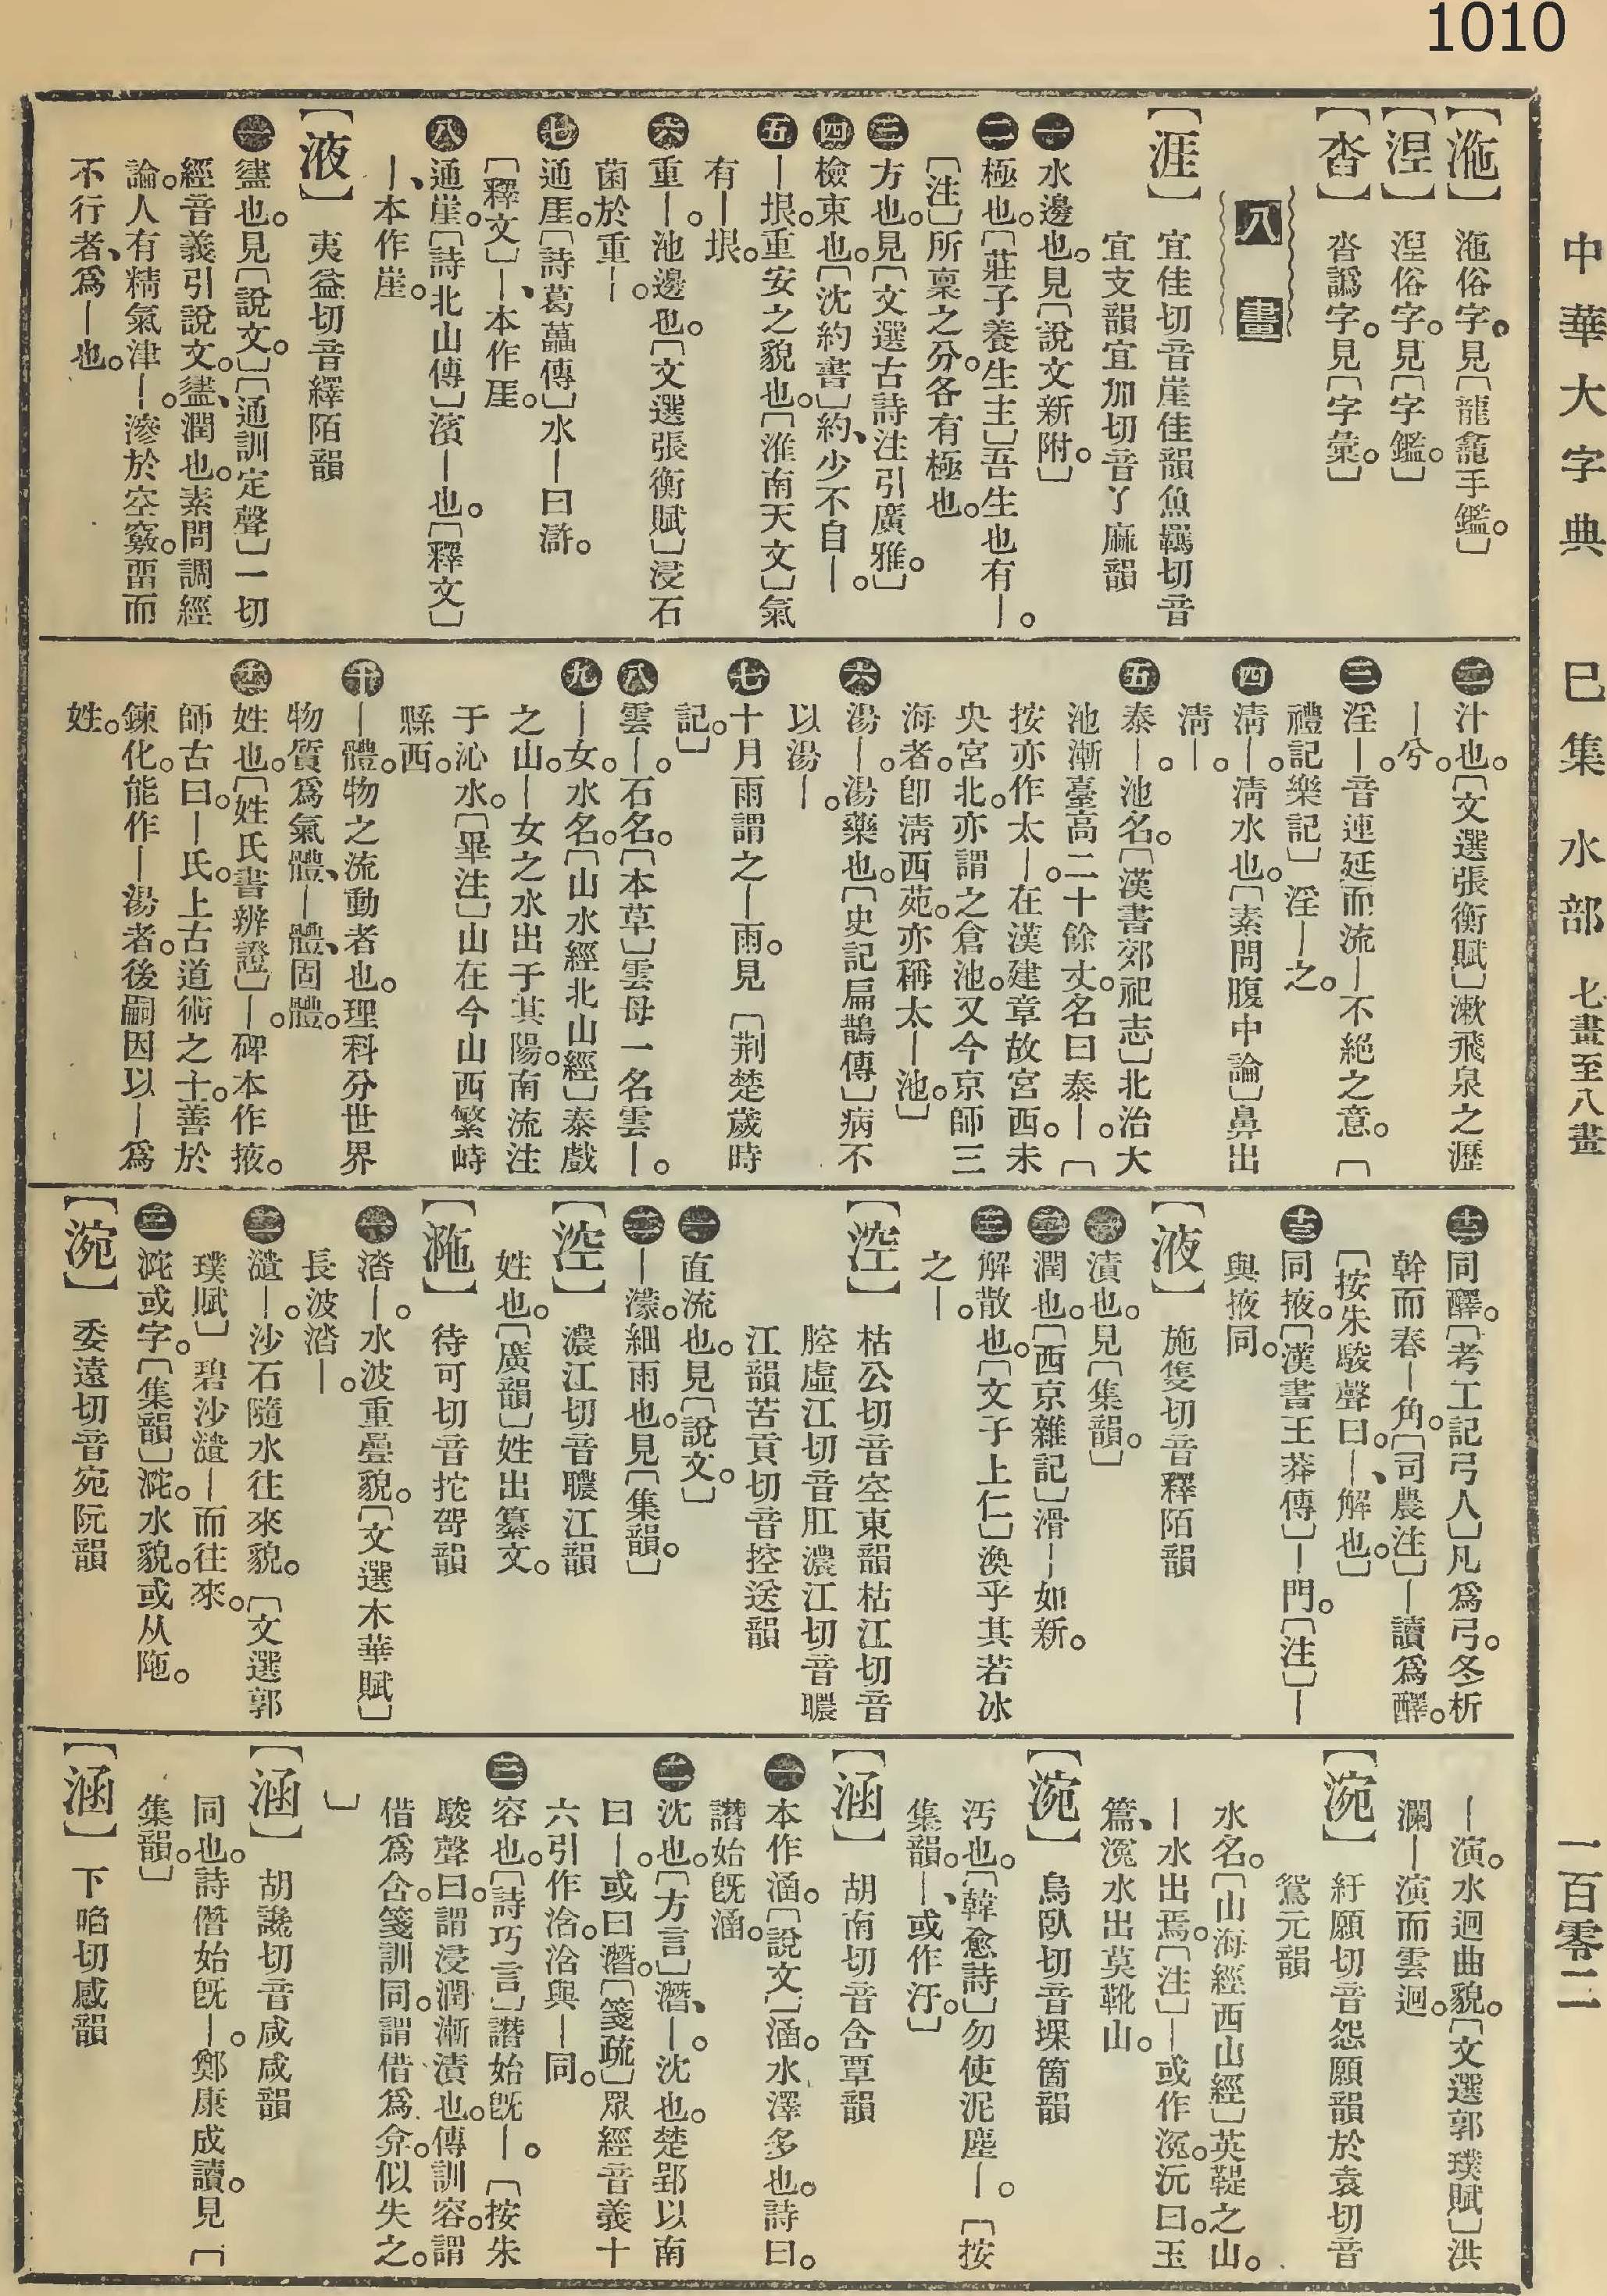 1010
中華大字典 巳集 水部 七畫至八畫 一百零二
【㳸】㳸俗字。見〔龍龕手鑑。〕
【涅】湼俗字。見〔字鑑。〕
【沯】沓譌字。見〔字彙。〕
八畫
【涯】宜佳切音崖佳韻魚羈切音
宜支韻宜加切音丫麻韻
㊀水邊也。見〔說文新附。〕
㊁極也。〔莊子養生主〕吾生也有—。
〔注〕所稟之分。各有極也。
㊂方也。見〔文選古詩注引廣雅。〕
㊃檢束也。〔沈約書〕約、少不自—。
㊄—垠。重安之貌也。〔淮南天文〕氣
有—垠。
㊅重—。池邊也。〔文選張衡賦〕浸石
菌於重—。
㊆通厓。〔詩葛藟傳〕水—曰滸。
〔釋文〕—、本作厓。
㊇通崖。〔詩北山傳〕濱—也。〔釋文〕
—、本作崖。
【液】夷益切音繹陌韻
㊀㿼也。見〔說文。〕〔通訓定聲〕一切
經音義引說文。㿼、潤也。素問調經
論。人有精氣津—。滲於空竅。畱而
不行者、爲—也。
㊁汁也。〔文選張衡賦〕漱飛泉之瀝
—兮。
㊂淫—。音連延而流—不絕之意。〔
禮記樂記〕淫—之。
㊃淸—。淸水也。〔素問腹中論〕鼻出
淸—。
㊄泰—。池名。〔漢書郊祀志〕北治大
池漸臺高二十餘丈。名曰泰—。〔
按亦作太—。在漢建章故宮西。未
央宮北。亦謂之倉池。又今京師三
海者。卽淸西苑。亦稱太—池。〕
㊅湯—。湯藥也。〔史記扁鵲傳〕病不
以湯—。
㊆十月雨謂之—雨。見〔荆楚歲時
記。〕
㊇雲—。石名。〔本草〕雲母一名雲—。
㊈—女。水名。〔山水經北山經〕泰戲
之山。—女之水出于其陽。南流注
于沁水。〔畢注〕山在今山西繁峙
縣西。
㊉—體。物之流動者也。理科分世界
物質爲氣體、—體、固體。
⓫姓也。〔姓氏書辨證〕—。碑本作掖。
師古曰。—氏。上古道術之士。善於
鍊化。能作—湯者。後嗣因以—爲
姓。
⓬同醳。〔考工記弓人〕凡爲弓。冬析
幹而春—角。〔司農注〕—讀爲醳。
〔按朱駿聲曰。—、解也。〕
⓭同掖。〔漢書王莽傳〕—門。〔注〕—
與掖同。
【液】施隻切音釋陌韻
㊀漬也。見〔集韻。〕
㊁潤也。〔西京雜記〕滑—如新。
㊂解散也。〔文子上仁〕渙乎其若冰
之—。
【涳】枯公切音空東韻枯江切音
腔虛江切音肛濃江切音䁸
江韻苦貢切音控送韻
㊀直流也。見〔說文。〕
㊁—濛。細雨也。見〔集韻。〕
【涳】濃江切音䁸江韻
姓也。〔廣韻〕姓出纂文。
【㳸】待可切音拕哿韻
㊀㴞—。水波重疊貌。〔文選木華賦〕
長波㴞—。
㊁瀢—。沙石隨水往來貌。〔文選郭
璞賦〕碧沙瀢—而往來。
㊂㳸或字。〔集韻〕㳸。水貌。或从陁。
【涴】委遠切音宛阮韻
—演。水迴曲貌。〔文選郭璞賦〕洪
瀾—演而雲迴。
【涴】紆願切音怨願韻於袁切音
鴛元韻
水名。〔山海經西山經〕英鞮之山。
—水出焉。〔注〕—或作㴫。沅曰。玉
篇、㴫水出莫靴山。
【涴】烏臥切音堁箇韻
汚也。〔韓愈詩〕勿使泥塵—。〔按
集韻。—、或作汙。〕
【涵】胡南切音含覃韻
㊀本作㴠。〔說文〕㴠。水澤多也。詩曰。
譖始旣㴠。
㊁沈也。〔方言〕潛、—。沈也。楚郢以南
曰—。或曰潛。〔箋疏〕眾經音義十
六引作浛。浛與—同。
㊂容也。〔詩巧言〕譖始旣—。〔按朱
駿聲曰。謂浸潤漸漬也。傳訓容。謂
借爲含。箋訓同。謂借爲弇。似失之。
〕
【涵】胡讒切音咸咸韻
同也。詩僭始旣—。鄭康成讀。見〔
集韻。〕
【涵】下㗖切感韻